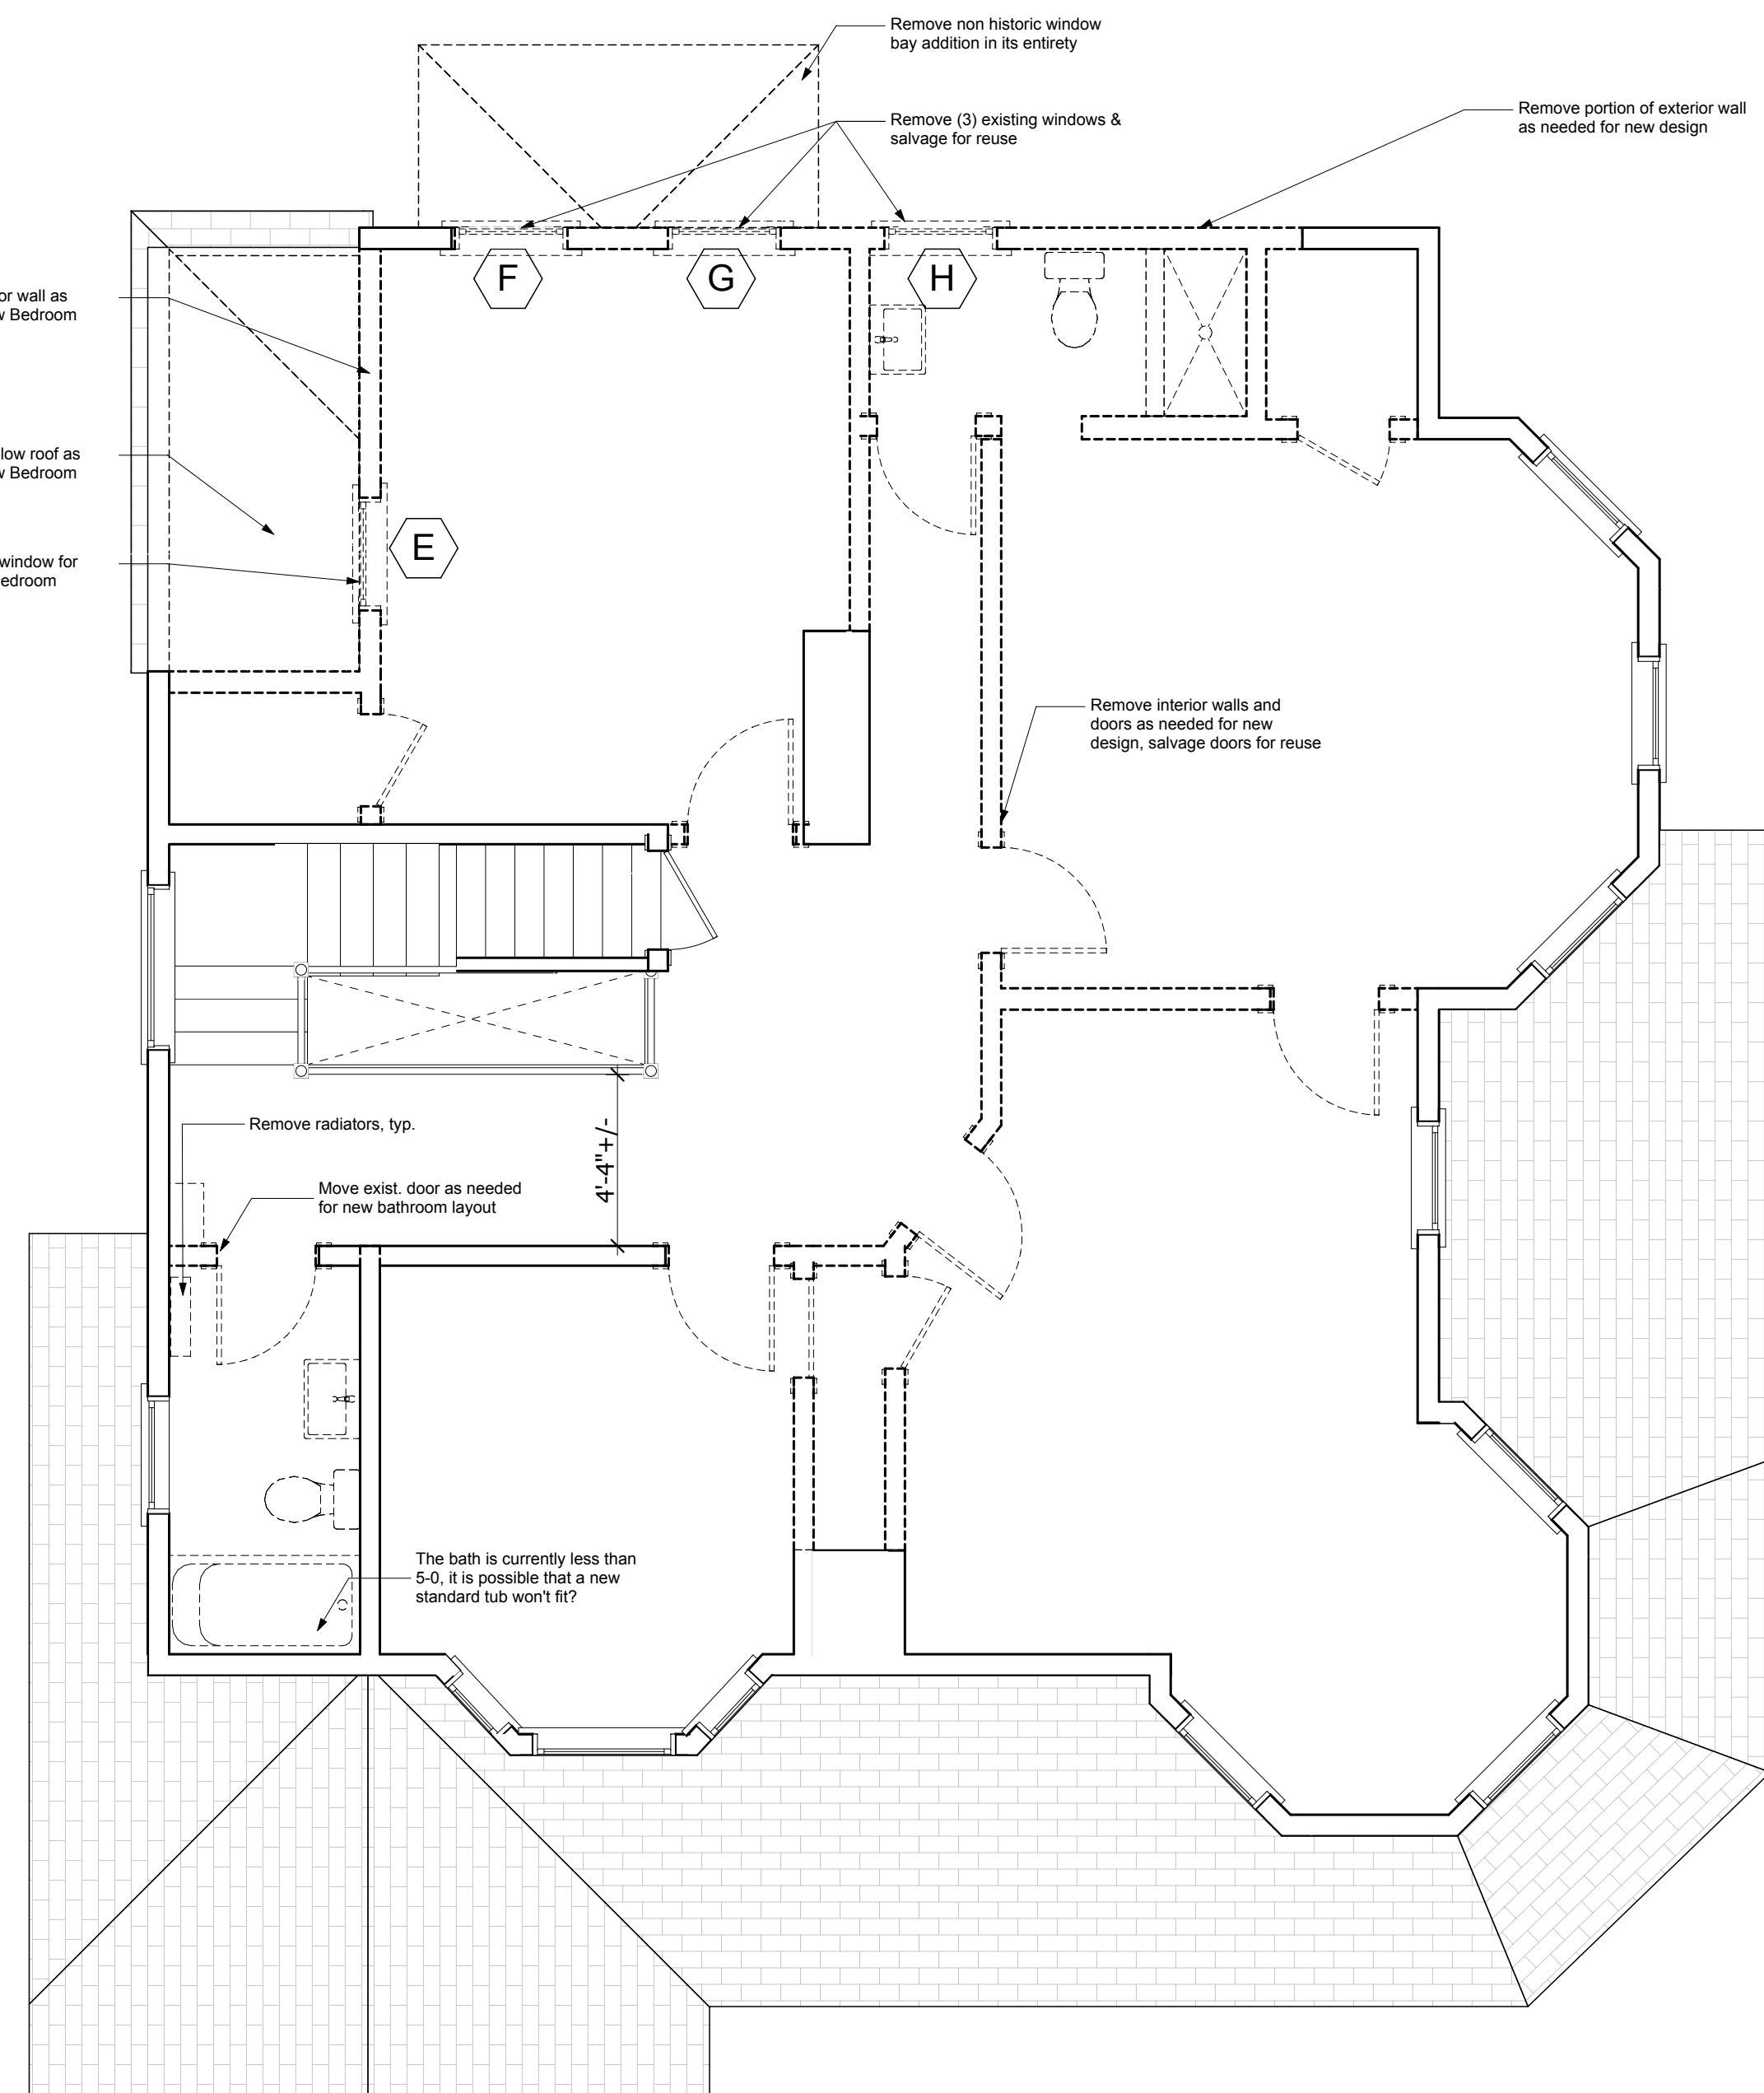 Remove non historic window
bay addition in its entirety
Remove (3) existing windows &
salvage for reuse
Remove portion of exterior wall
as needed for new design
F
G
H
or wall as
w Bedroom
low roof as
w Bedroom
window for
edroom
E
Remove interior walls and
doors as needed for new
design, salvage doors for reuse
Remove radiators, typ.
4'-4"+/-
Move exist. door as needed
for new bathroom layout
The bath is currently less than
5-0, it is possible that a new
standard tub won't fit?